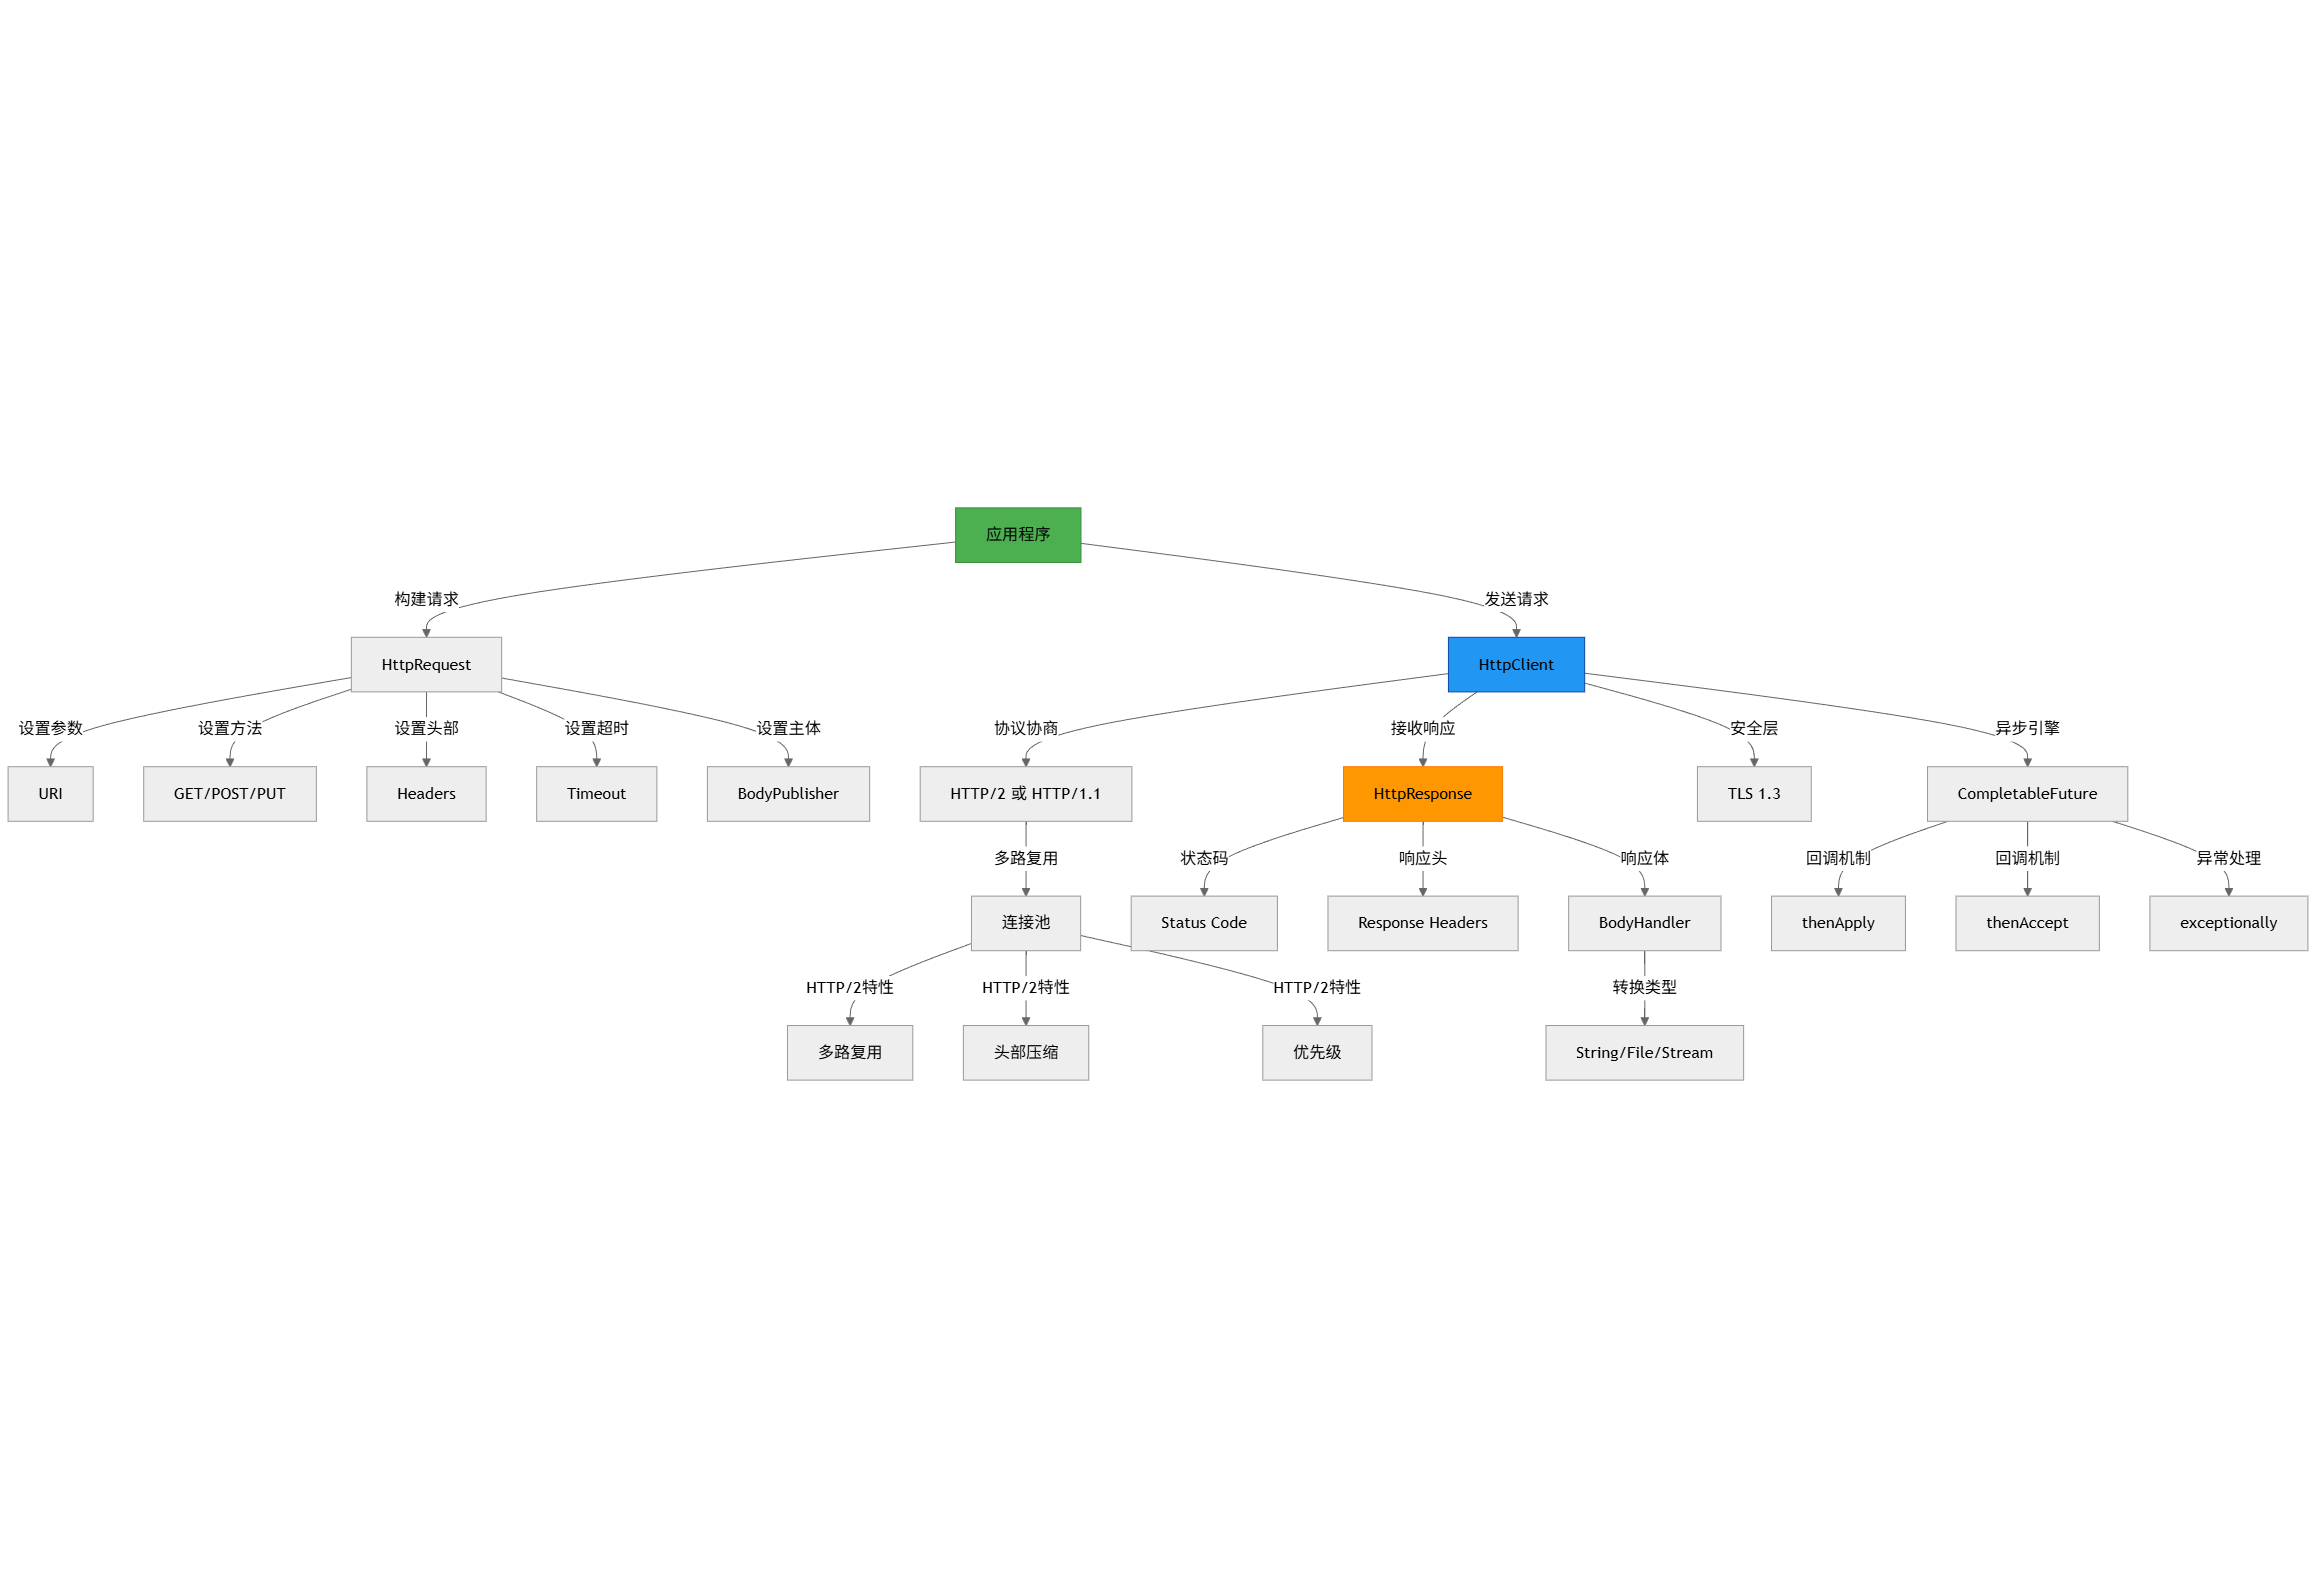 应用程序
构建请求
发送请求
HttpRequest
HttpClient
设置参数
设置方法
设置头部
设置超时
设置主体
协议协商
接收响应
安全层
异步引擎
URI
GET/POST/PUT
Headers
Timeout
BodyPublisher
HTTP/2 或 HTTP/1.1
HttpResponse
TLS 1.3
CompletableFuture
多路复用
状态码
响应头
响应体
回调机制
回调机制
异常处理
连接池
Status Code
Response Headers
BodyHandler
thenApply
thenAccept
exceptionally
HTTP/2特性
HTTP/2特性
HTTP/2特性
转换类型
多路复用
头部压缩
优先级
String/File/Stream